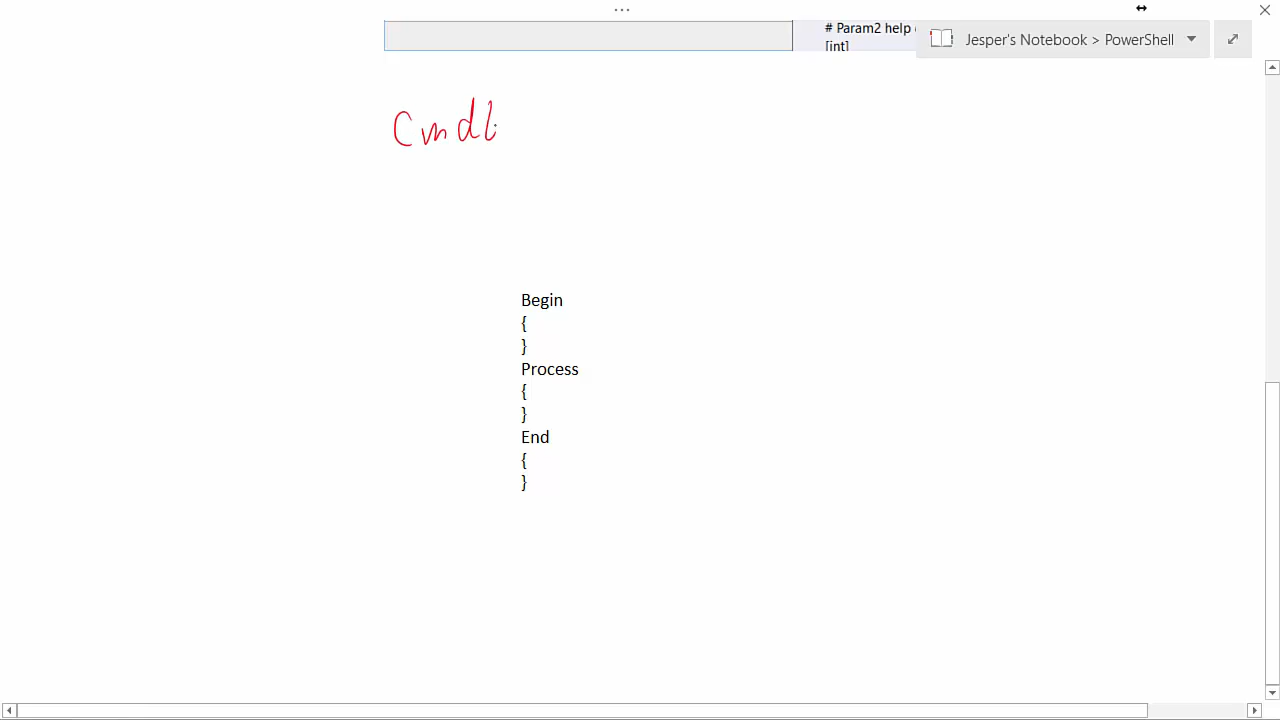 # Param2 help
[int]
Jesper's Notebook > PowerShell
Cmdl
Begin
{
}
Process
{
}
End
{
}